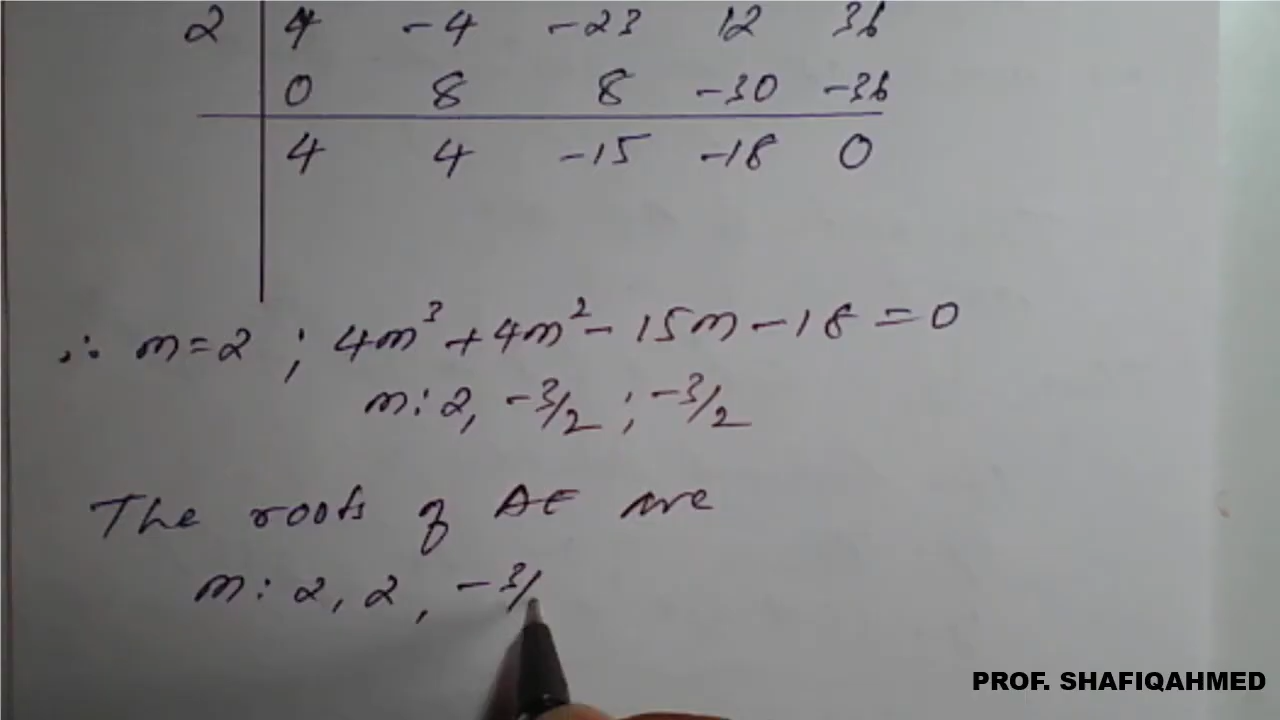 2 4 -4 -23 12 36
0 8 8 -30 -36
4 4 -15 -18 0
∴ m=2 ; 4m³+4m²-15m-18=0
m: 2, -3/2 ; -3/2
The roots of AE are
m: 2, 2, -3/
PROF. SHAFIQAHMED